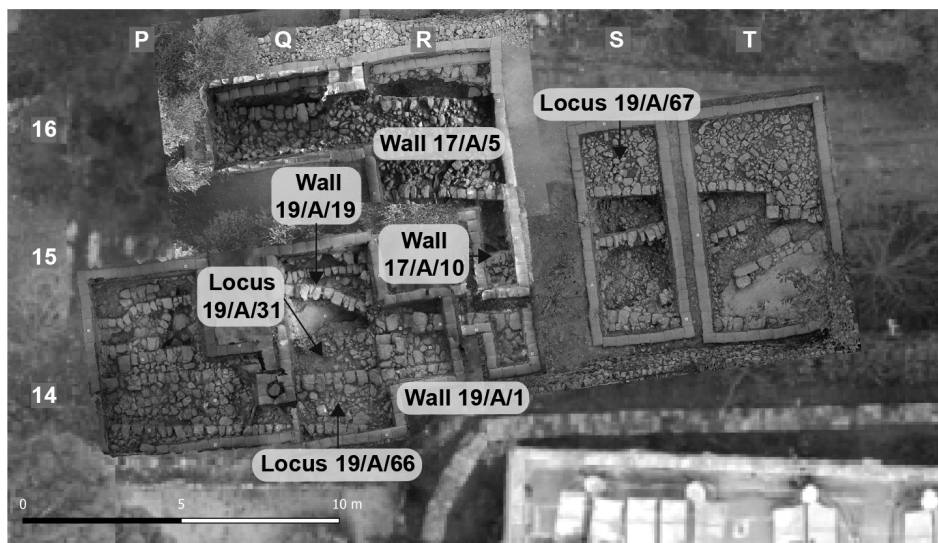 P Q R S T
16
15
14
Locus 19/A/67
Wall 17/A/5
Wall
19/A/19
Wall
17/A/10
Locus
19/A/31
Wall 19/A/1
Locus 19/A/66
0 5 10 m